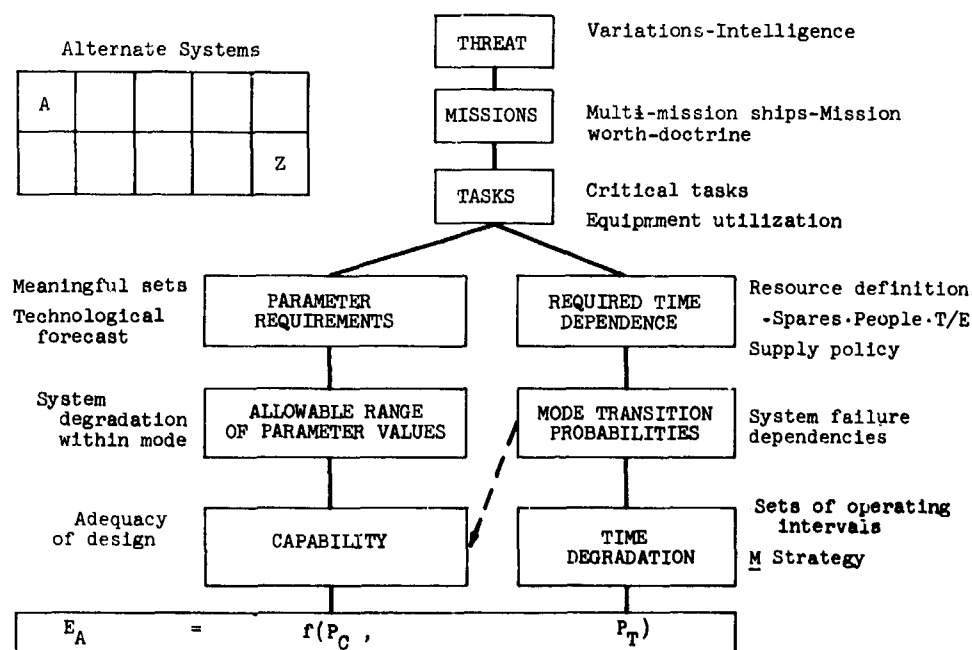 Alternate Systems
A
Z
THREAT
Variations-Intelligence
MISSIONS
Multi-mission ships-Mission
worth-doctrine
TASKS
Critical tasks
Equipmment utilization
Meaningful sets
Technological
forecast
PARAMETER
REQUIREMENTS
REQUIRED TIME
DEPENDENCE
Resource definition
-Spares·People·T/E
Supply policy
System
degradation
within mode
ALLOWABLE RANGE
OF PARAMETER VALUES
MODE TRANSITION
PROBABILITIES
System failure
dependencies
Adequacy
of design
CAPABILITY
TIME
DEGRADATION
Sets of operating
intervals
M Strategy
E_A = f(P_C , P_T)